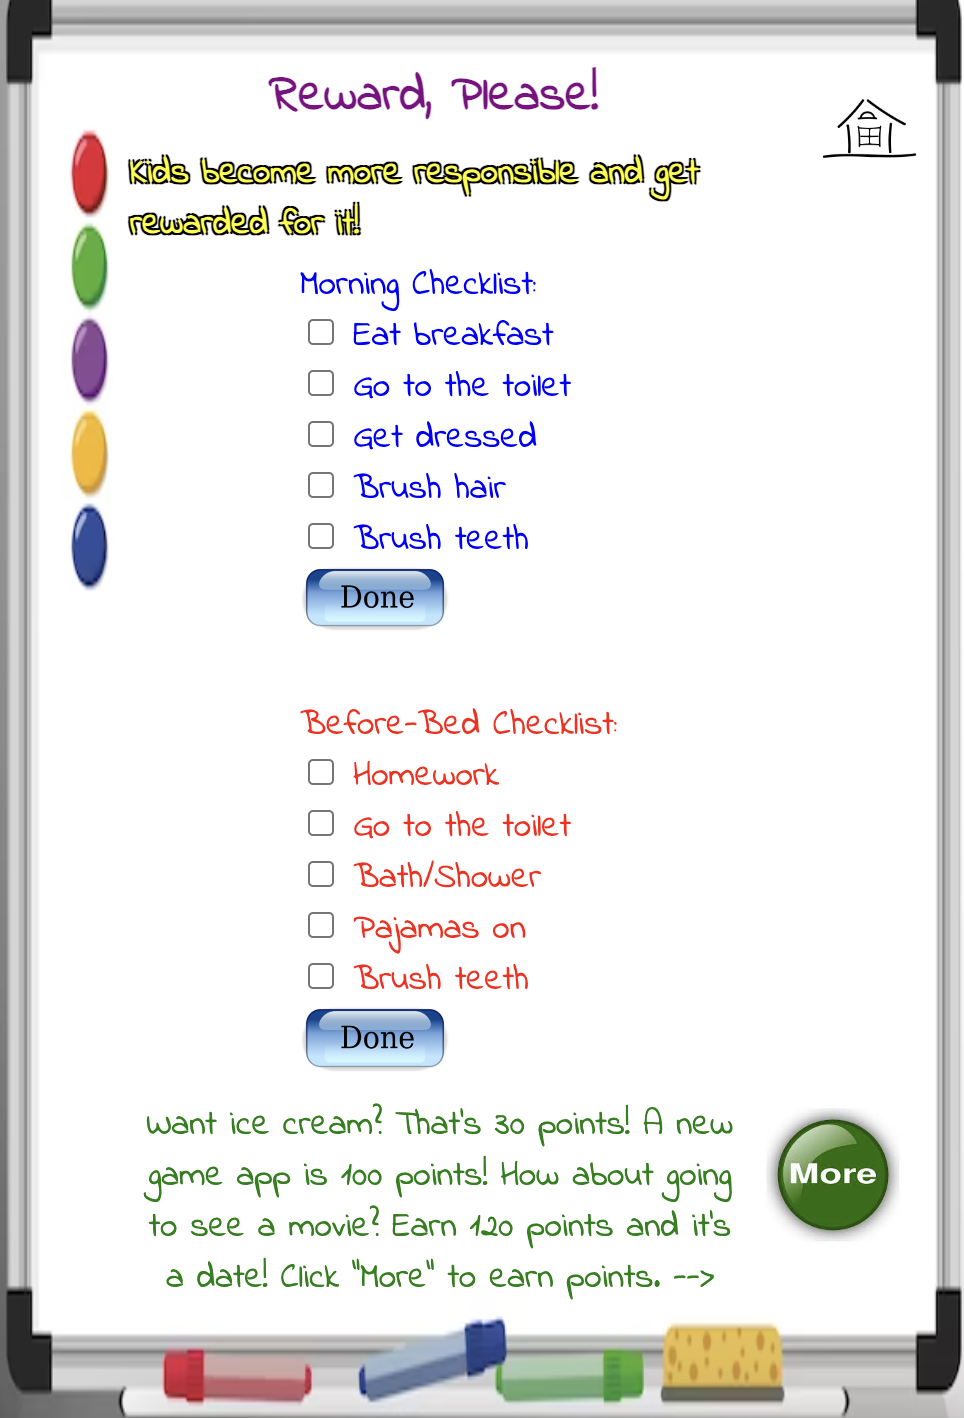 Reward, Please!
Kids become more responsible and get
rewarded for it!
Morning Checklist:
Eat breakfast
Go to the toilet
Get dressed
Brush hair
Brush teeth
Done
Before-Bed Checklist:
Homework
Go to the toilet
Bath/Shower
Pajamas on
Brush teeth
Done
Want ice cream? That's 30 points! A new
game app is 100 points! How about going
to see a movie? Earn 120 points and it's
a date! Click "More" to earn points. -->
More